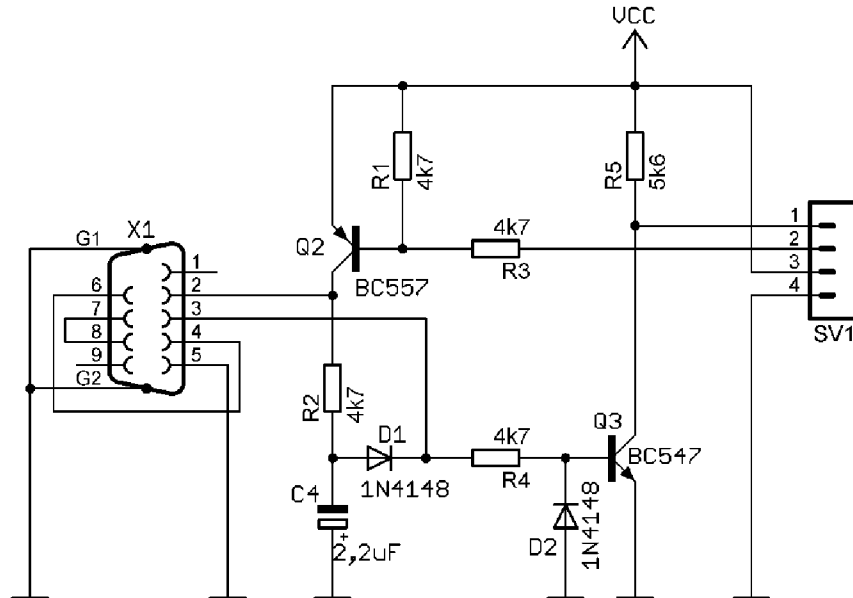 VCC
R1
4k7
R5
5k6
X1
G1
Q2
4k7
R3
BC557
1
2
3
4
SV1
6
7
8
9
1
2
3
4
5
G2
R2
4k7
D1
1N4148
4k7
R4
Q3
BC547
C4
+
2,2uF
D2
1N4148